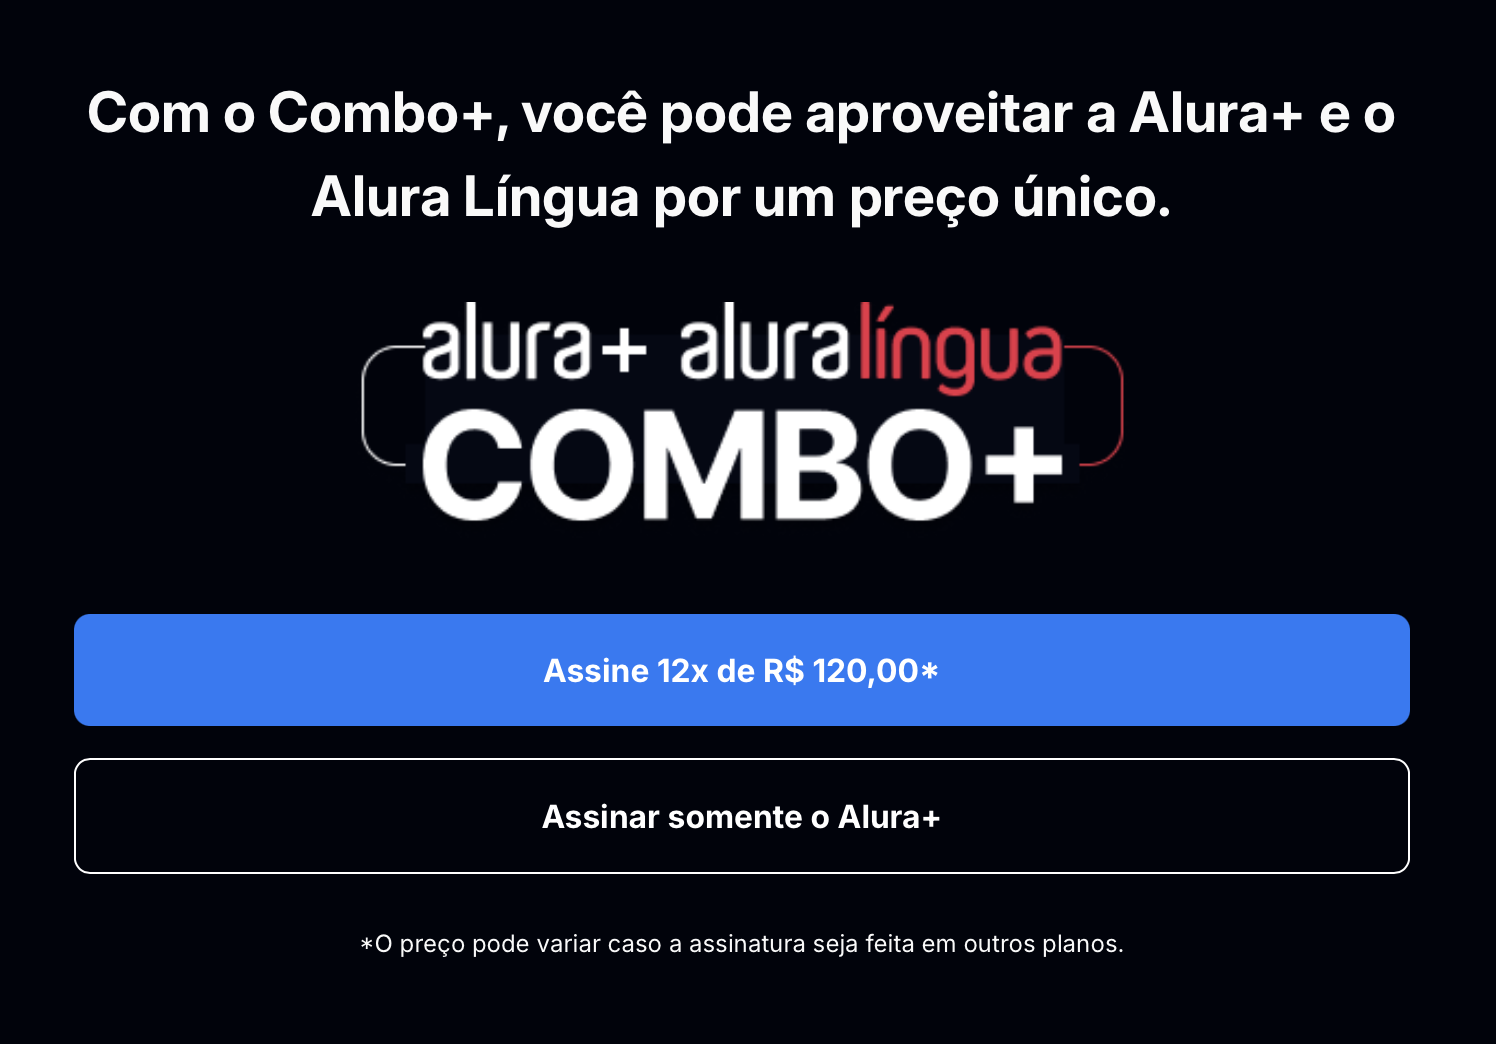 Com o Combo+, você pode aproveitar a Alura+ e o
Alura Língua por um preço único.
alura+ aluralíngua
COMBO+
Assine 12x de R$ 120,00*
Assinar somente o Alura+
*O preço pode variar caso a assinatura seja feita em outros planos.